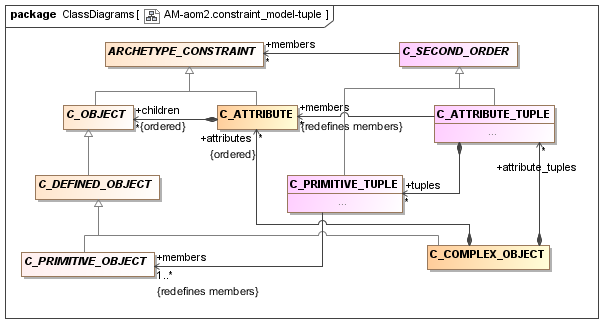 package ClassDiagrams [ AM-aom2.constraint_model-tuple ]
ARCHETYPE_CONSTRAINT
+members
*
C_SECOND_ORDER
C_OBJECT
+children
*{ordered}
C_ATTRIBUTE
+members
*{redefines members}
C_ATTRIBUTE_TUPLE
...
+attributes
*
{ordered}
*
+attribute_tuples
C_DEFINED_OBJECT
C_PRIMITIVE_TUPLE
...
+tuples
*
C_PRIMITIVE_OBJECT
+members
1..*
{redefines members}
C_COMPLEX_OBJECT